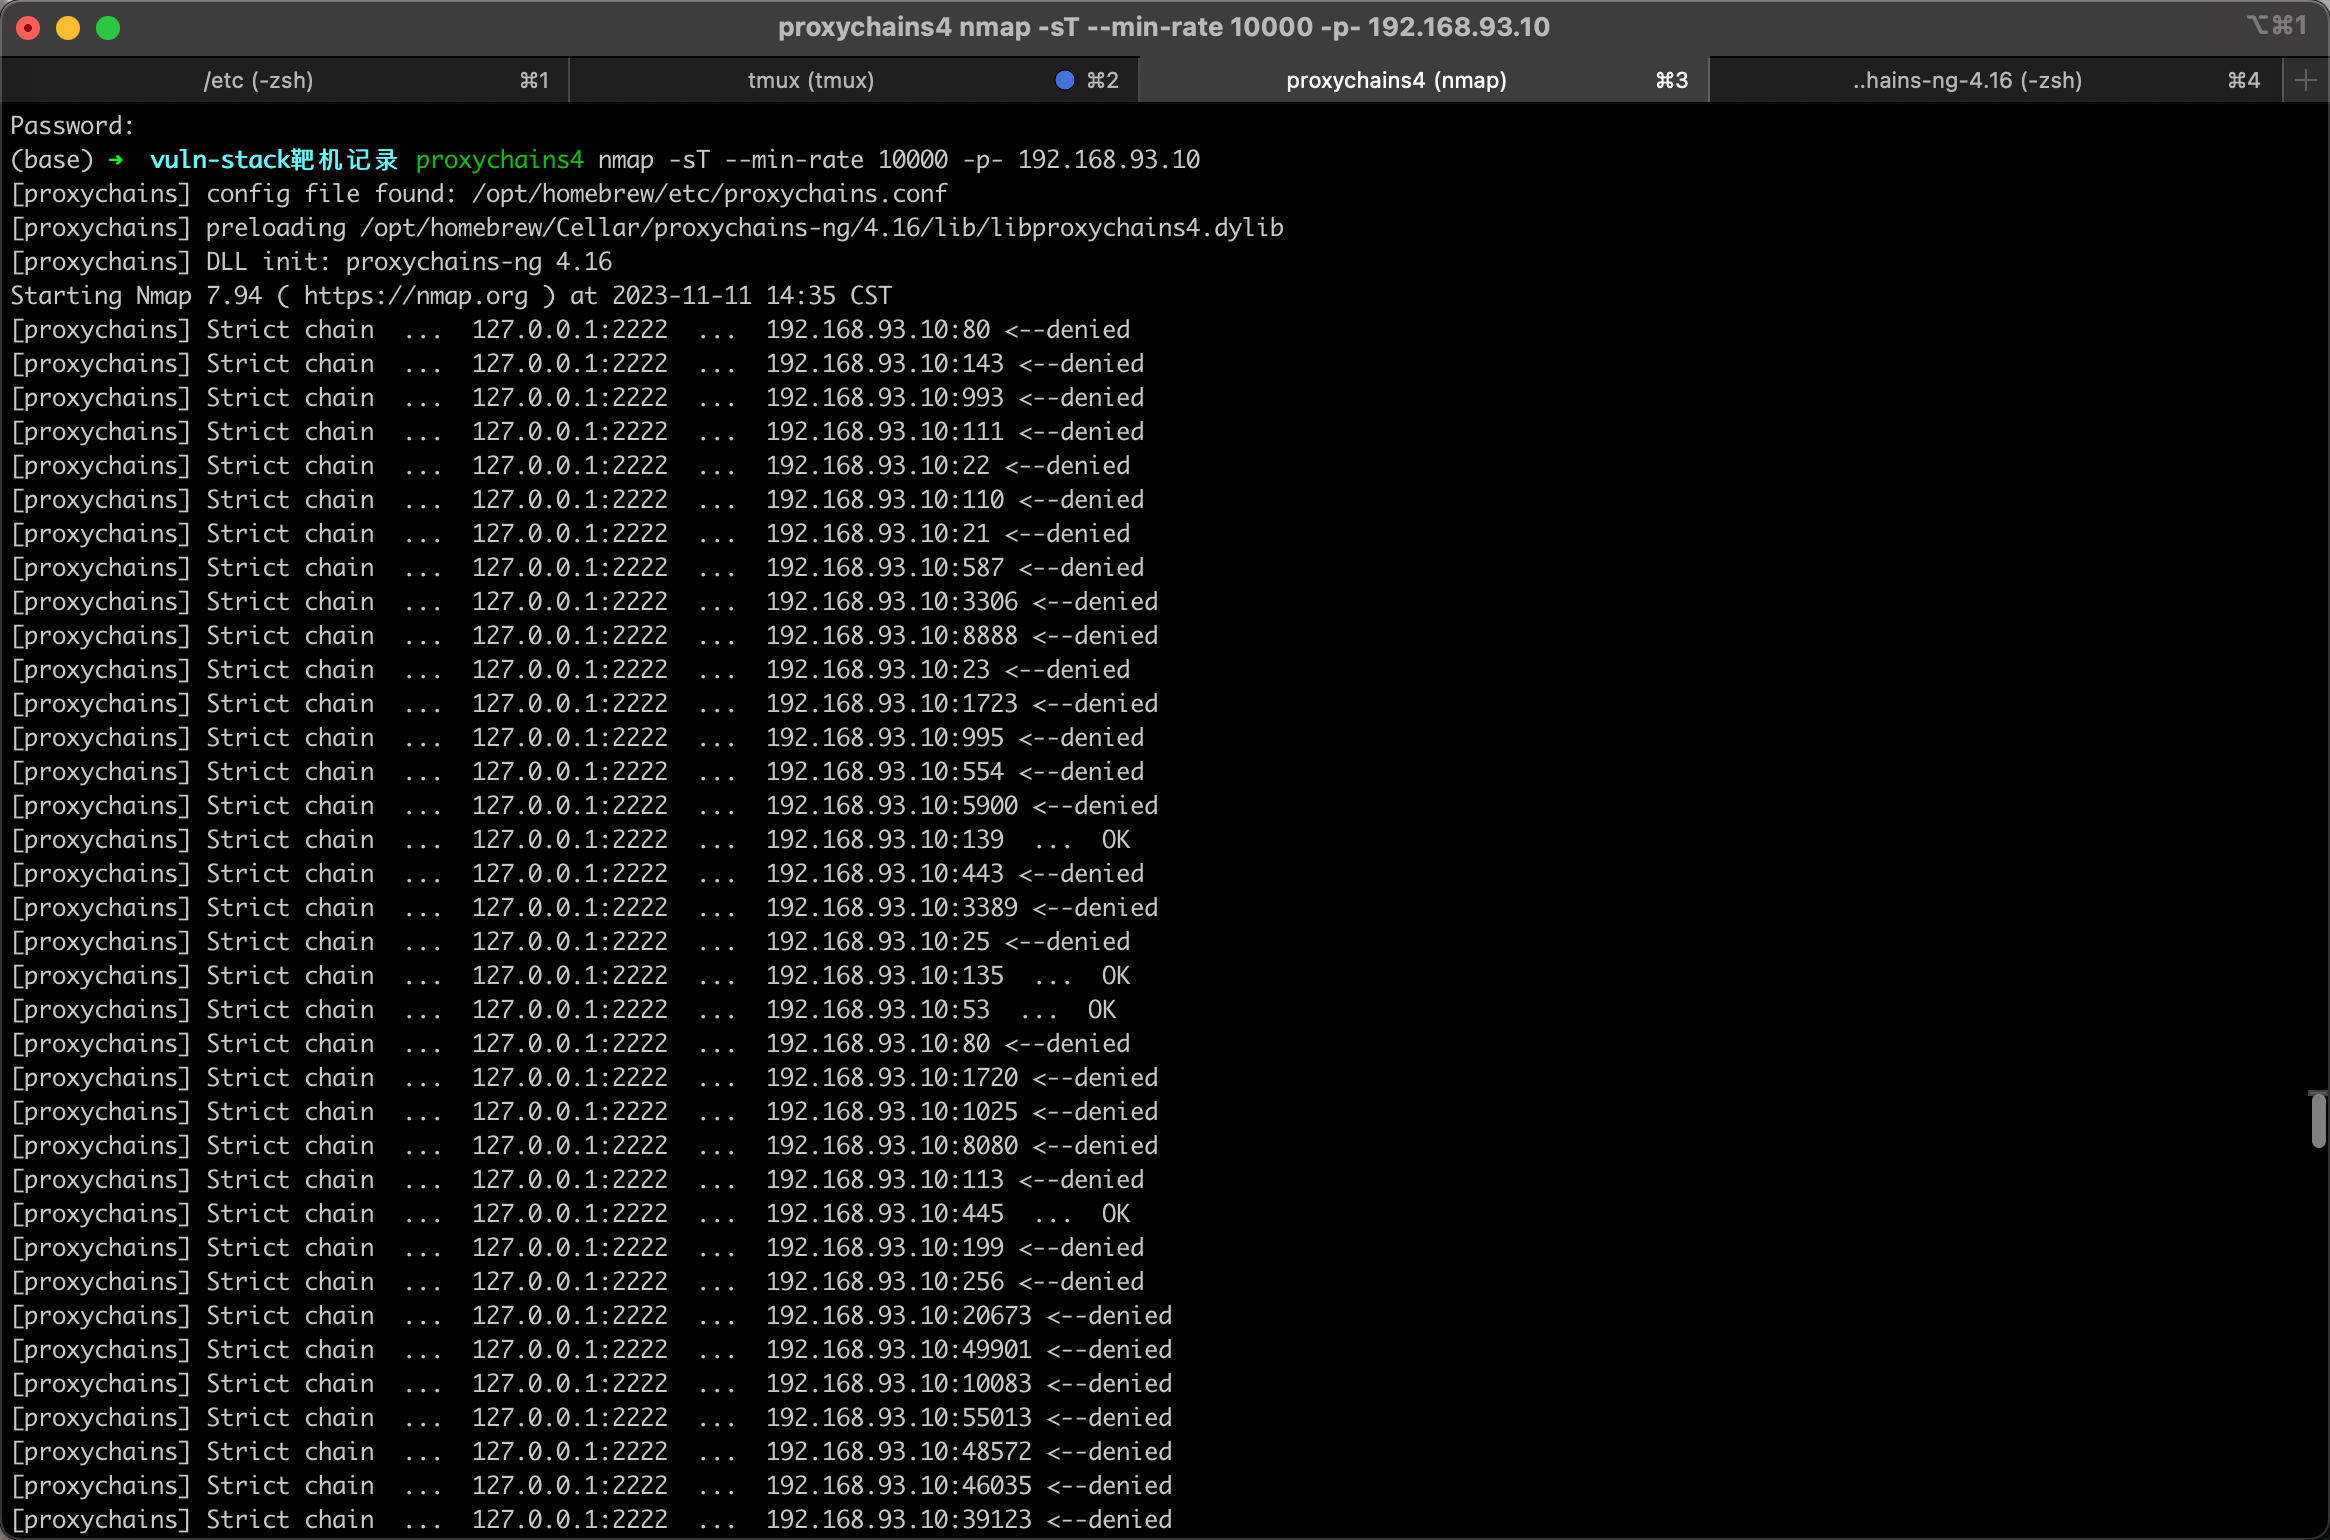 proxychains4 nmap -sT --min-rate 10000 -p- 192.168.93.10 ⌥⌘1
/etc (-zsh) ⌘1 tmux (tmux) ⌘2 proxychains4 (nmap) ⌘3 ..hains-ng-4.16 (-zsh) ⌘4 +
Password:
(base) ➜  vuln-stack靶机记录 proxychains4 nmap -sT --min-rate 10000 -p- 192.168.93.10
[proxychains] config file found: /opt/homebrew/etc/proxychains.conf
[proxychains] preloading /opt/homebrew/Cellar/proxychains-ng/4.16/lib/libproxychains4.dylib
[proxychains] DLL init: proxychains-ng 4.16
Starting Nmap 7.94 ( https://nmap.org ) at 2023-11-11 14:35 CST
[proxychains] Strict chain  ...  127.0.0.1:2222  ...  192.168.93.10:80 <--denied
[proxychains] Strict chain  ...  127.0.0.1:2222  ...  192.168.93.10:143 <--denied
[proxychains] Strict chain  ...  127.0.0.1:2222  ...  192.168.93.10:993 <--denied
[proxychains] Strict chain  ...  127.0.0.1:2222  ...  192.168.93.10:111 <--denied
[proxychains] Strict chain  ...  127.0.0.1:2222  ...  192.168.93.10:22 <--denied
[proxychains] Strict chain  ...  127.0.0.1:2222  ...  192.168.93.10:110 <--denied
[proxychains] Strict chain  ...  127.0.0.1:2222  ...  192.168.93.10:21 <--denied
[proxychains] Strict chain  ...  127.0.0.1:2222  ...  192.168.93.10:587 <--denied
[proxychains] Strict chain  ...  127.0.0.1:2222  ...  192.168.93.10:3306 <--denied
[proxychains] Strict chain  ...  127.0.0.1:2222  ...  192.168.93.10:8888 <--denied
[proxychains] Strict chain  ...  127.0.0.1:2222  ...  192.168.93.10:23 <--denied
[proxychains] Strict chain  ...  127.0.0.1:2222  ...  192.168.93.10:1723 <--denied
[proxychains] Strict chain  ...  127.0.0.1:2222  ...  192.168.93.10:995 <--denied
[proxychains] Strict chain  ...  127.0.0.1:2222  ...  192.168.93.10:554 <--denied
[proxychains] Strict chain  ...  127.0.0.1:2222  ...  192.168.93.10:5900 <--denied
[proxychains] Strict chain  ...  127.0.0.1:2222  ...  192.168.93.10:139  ...  OK
[proxychains] Strict chain  ...  127.0.0.1:2222  ...  192.168.93.10:443 <--denied
[proxychains] Strict chain  ...  127.0.0.1:2222  ...  192.168.93.10:3389 <--denied
[proxychains] Strict chain  ...  127.0.0.1:2222  ...  192.168.93.10:25 <--denied
[proxychains] Strict chain  ...  127.0.0.1:2222  ...  192.168.93.10:135  ...  OK
[proxychains] Strict chain  ...  127.0.0.1:2222  ...  192.168.93.10:53  ...  OK
[proxychains] Strict chain  ...  127.0.0.1:2222  ...  192.168.93.10:80 <--denied
[proxychains] Strict chain  ...  127.0.0.1:2222  ...  192.168.93.10:1720 <--denied
[proxychains] Strict chain  ...  127.0.0.1:2222  ...  192.168.93.10:1025 <--denied
[proxychains] Strict chain  ...  127.0.0.1:2222  ...  192.168.93.10:8080 <--denied
[proxychains] Strict chain  ...  127.0.0.1:2222  ...  192.168.93.10:113 <--denied
[proxychains] Strict chain  ...  127.0.0.1:2222  ...  192.168.93.10:445  ...  OK
[proxychains] Strict chain  ...  127.0.0.1:2222  ...  192.168.93.10:199 <--denied
[proxychains] Strict chain  ...  127.0.0.1:2222  ...  192.168.93.10:256 <--denied
[proxychains] Strict chain  ...  127.0.0.1:2222  ...  192.168.93.10:20673 <--denied
[proxychains] Strict chain  ...  127.0.0.1:2222  ...  192.168.93.10:49901 <--denied
[proxychains] Strict chain  ...  127.0.0.1:2222  ...  192.168.93.10:10083 <--denied
[proxychains] Strict chain  ...  127.0.0.1:2222  ...  192.168.93.10:55013 <--denied
[proxychains] Strict chain  ...  127.0.0.1:2222  ...  192.168.93.10:48572 <--denied
[proxychains] Strict chain  ...  127.0.0.1:2222  ...  192.168.93.10:46035 <--denied
[proxychains] Strict chain  ...  127.0.0.1:2222  ...  192.168.93.10:39123 <--denied